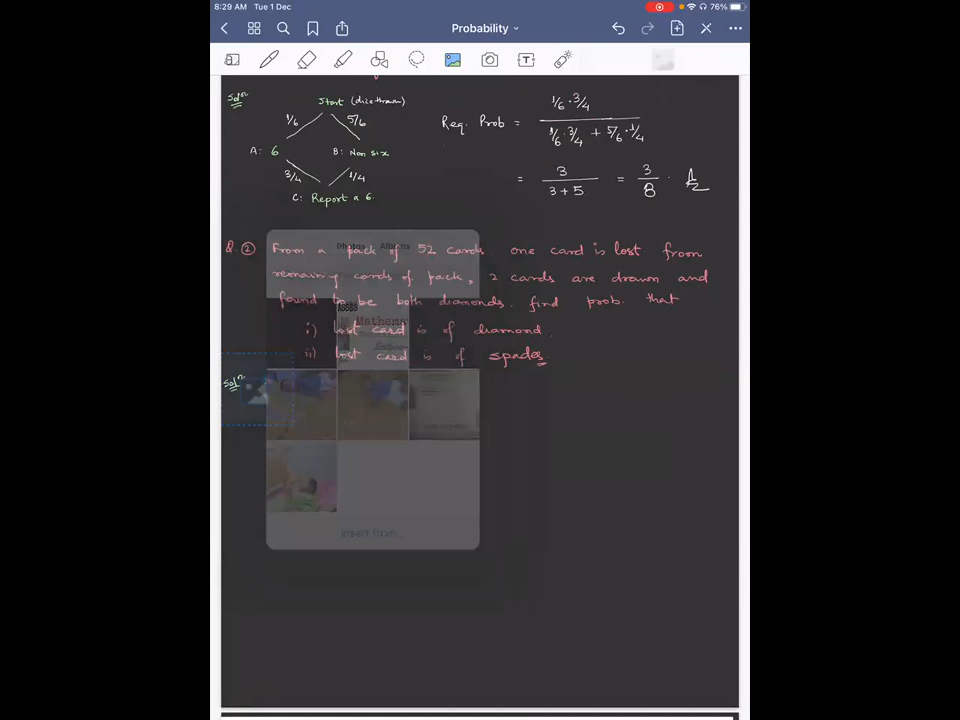 8:29 AM Tue 1 Dec
76%
Probability
Solⁿ
Start (dice thrown)
1/6 5/6
A: 6 B: Non six
3/4 1/4
C: Report a 6.
Req. Prob = 1/6 · 3/4 / 1/6 · 3/4 + 5/6 · 1/4
= 3 / 3 + 5 = 3 / 8 .
Q. ② From a pack of 52 cards, one card is lost from
remaining cards of pack, 2 cards are drawn and
found to be both diamonds. find prob. that
i) lost card is of diamond.
ii) lost card is of spades.
Solⁿ
Photos Albums
Mathema
Insert from...